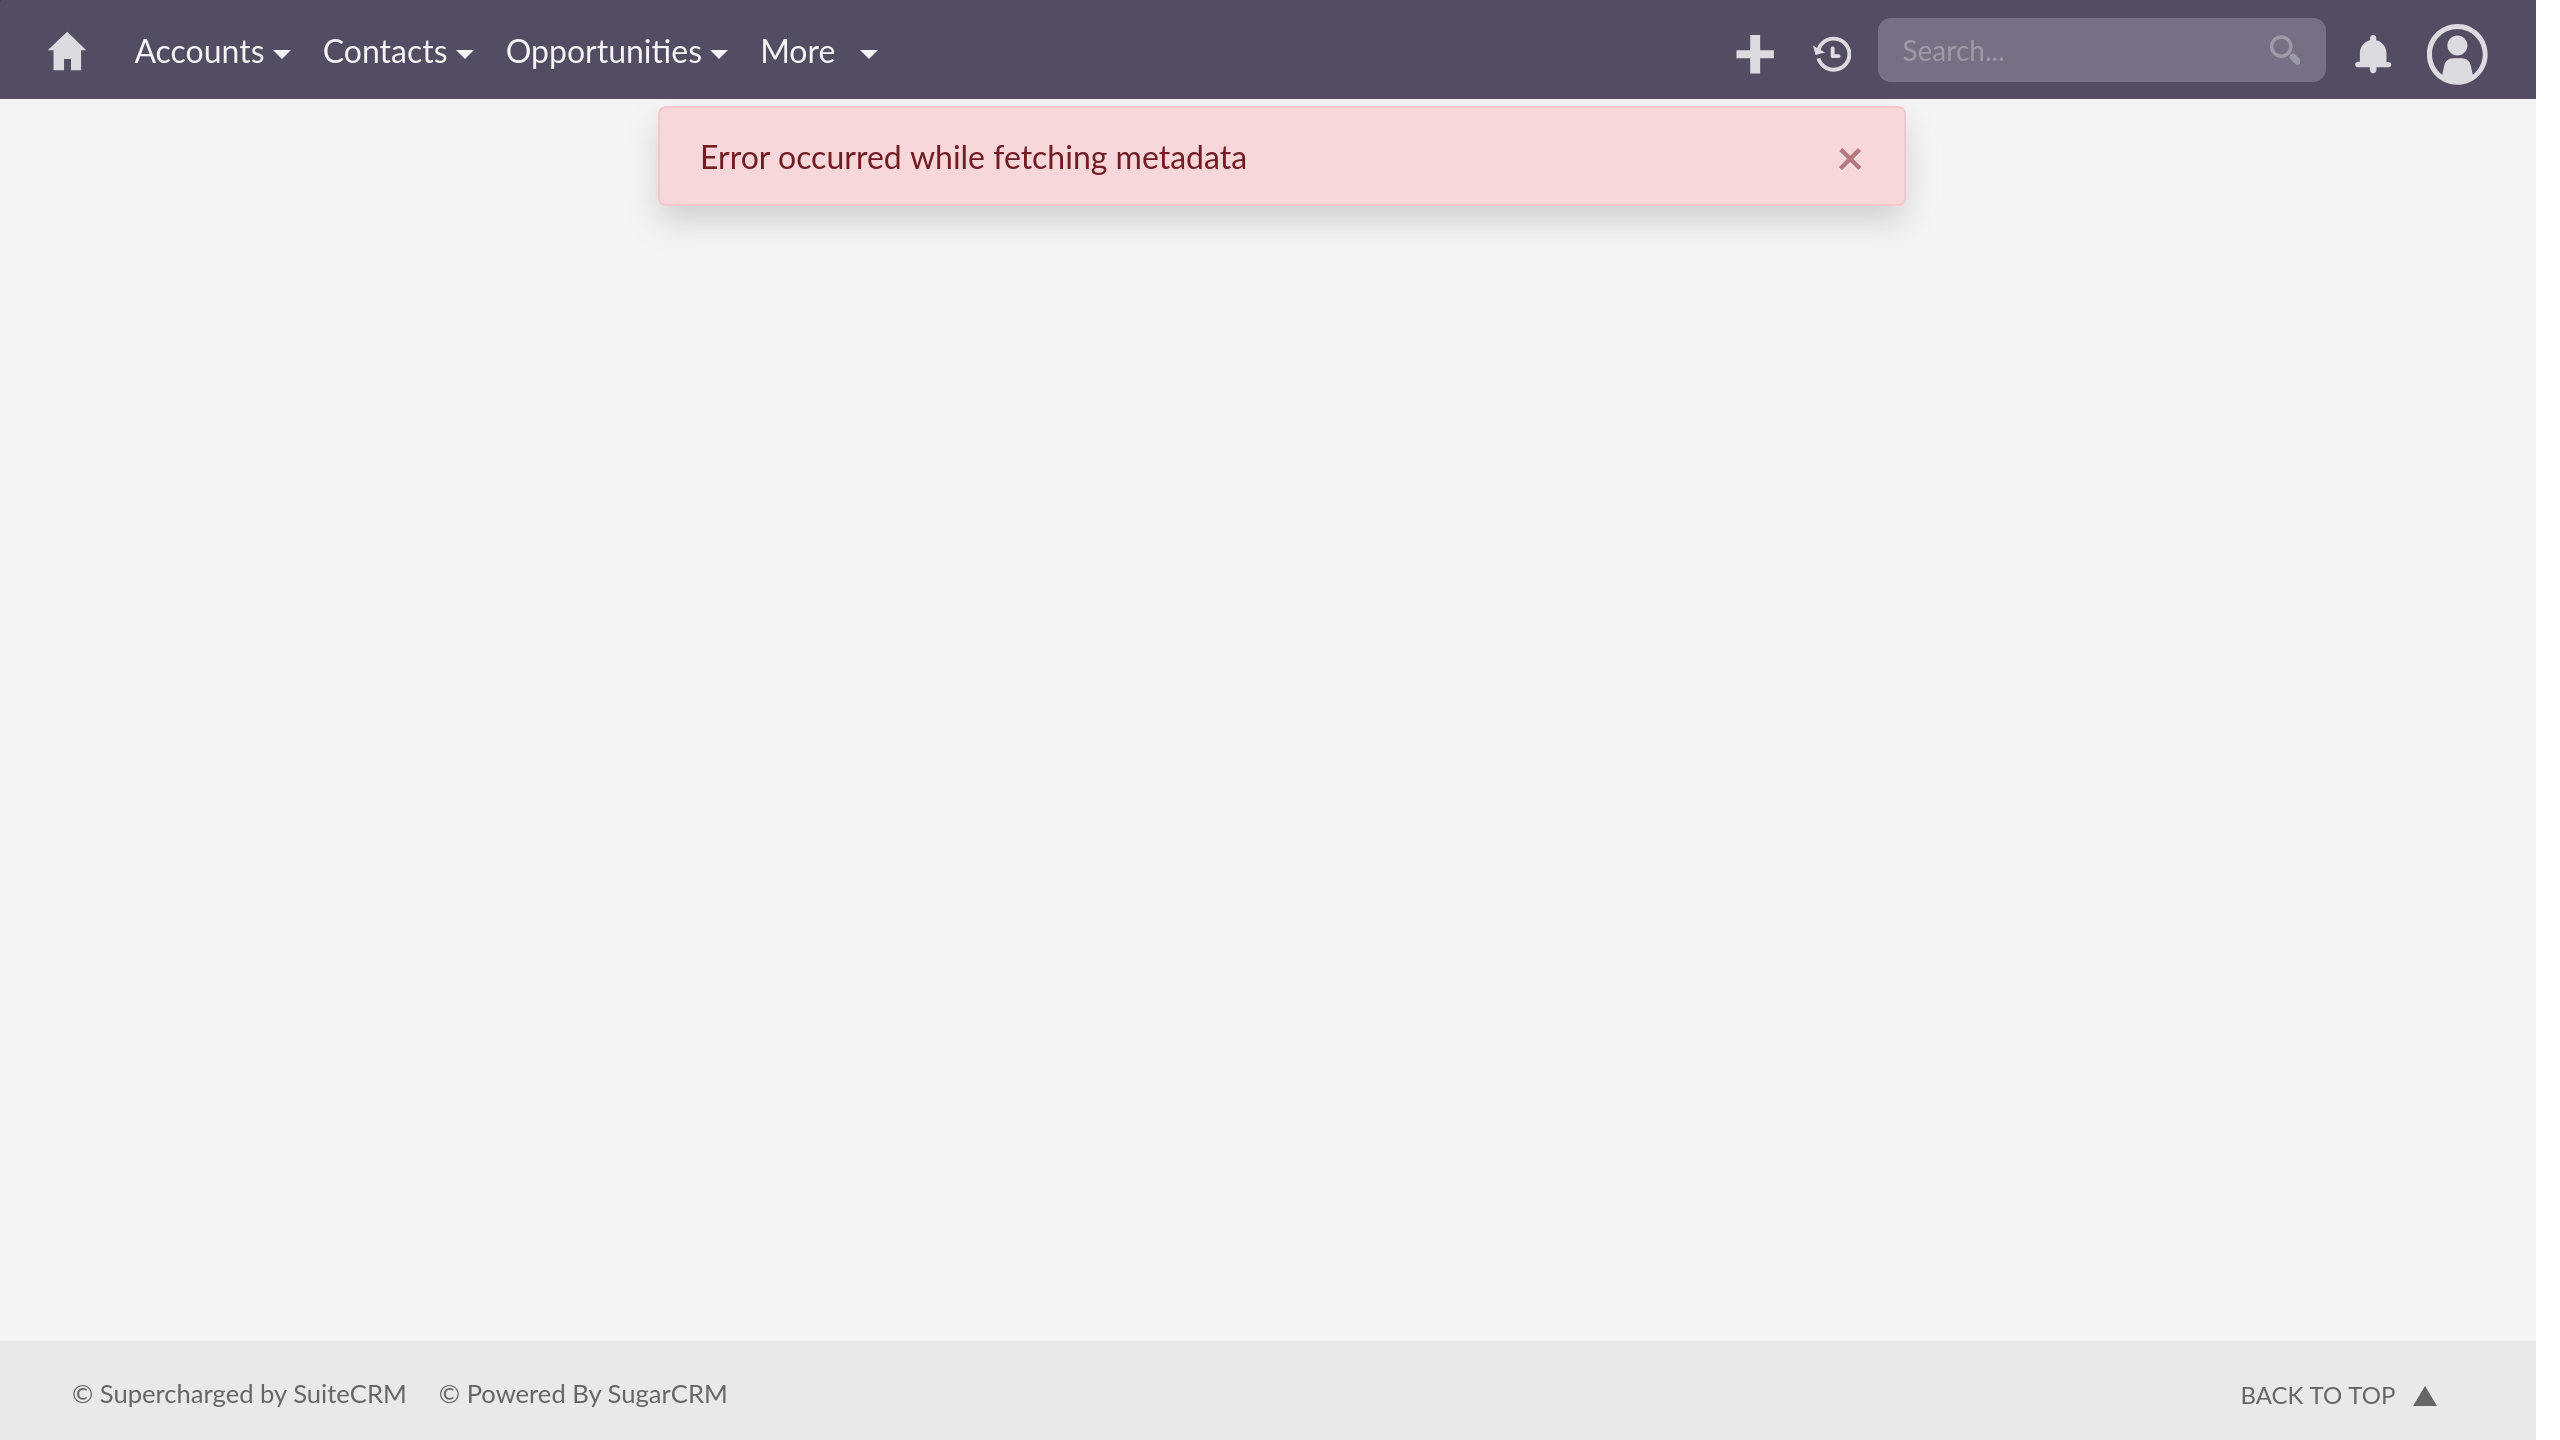 Accounts Contacts Opportunities More Search...
Error occurred while fetching metadata ×
© Supercharged by SuiteCRM © Powered By SugarCRM BACK TO TOP